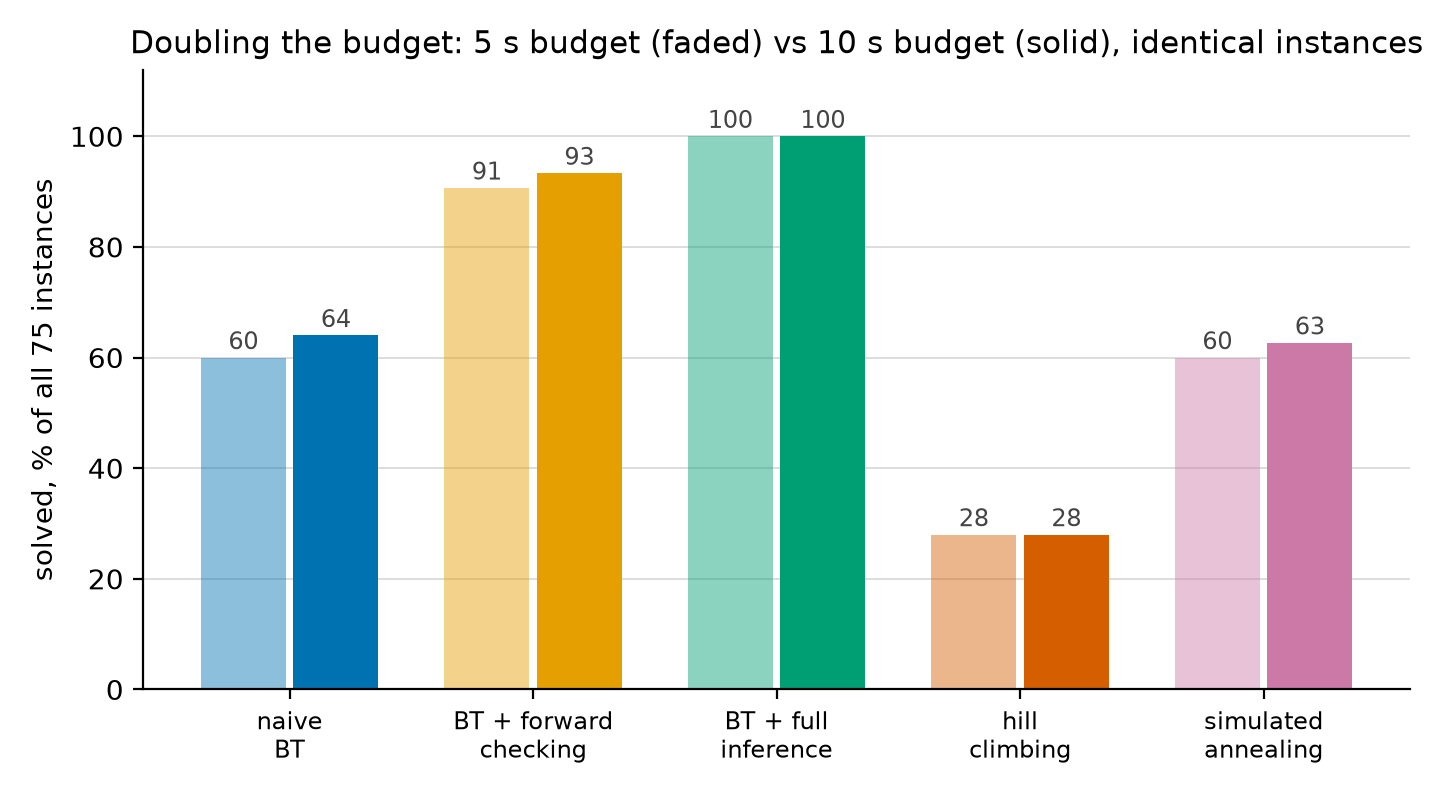 Doubling the budget: 5 s budget (faded) vs 10 s budget (solid), identical instances
solved, % of all 75 instances
100
80
60
40
20
0
60
64
91
93
100
100
28
28
60
63
naive
BT
BT + forward
checking
BT + full
inference
hill
climbing
simulated
annealing